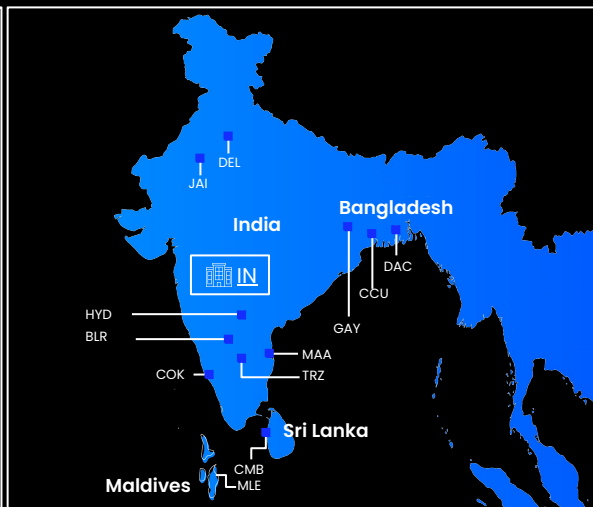 DEL
JAI
Bangladesh
India
DAC
IN
CCU
HYD
GAY
BLR
MAA
COK
TRZ
Sri Lanka
CMB
Maldives
MLE